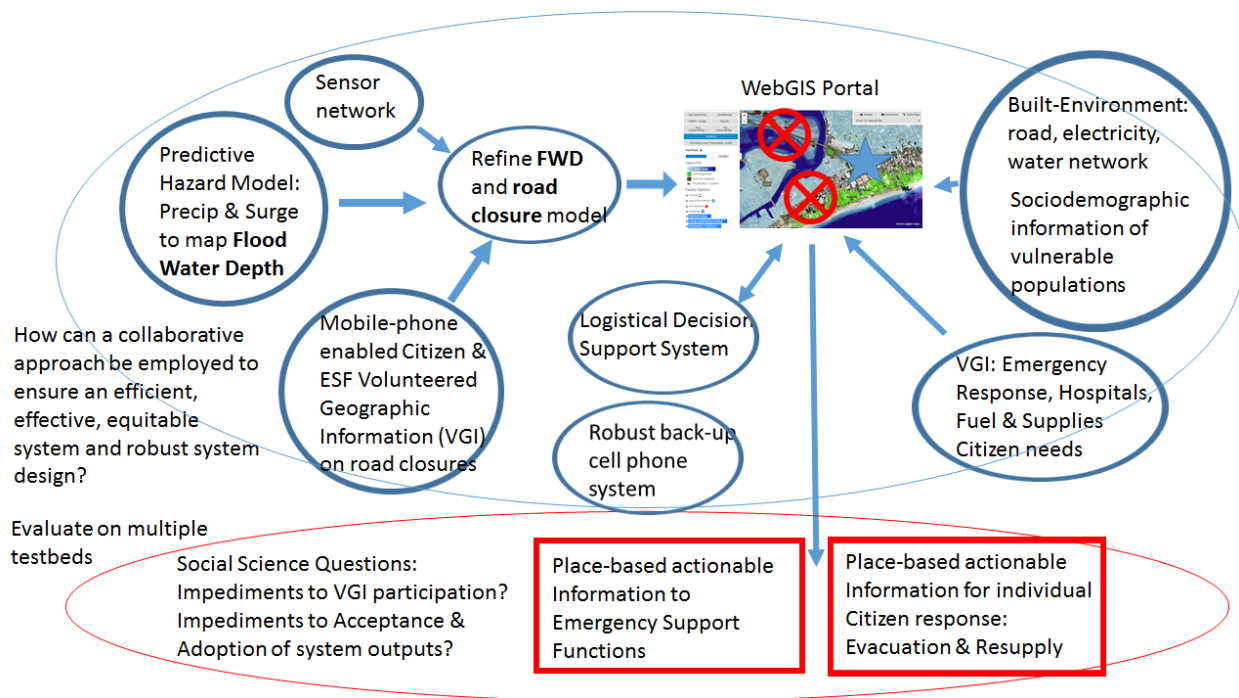 Sensor
network
Predictive
Hazard Model:
Precip & Surge
to map Flood
Water Depth
Refine FWD
and road
closure model
Mobile-phone
enabled Citizen &
ESF Volunteered
Geographic
Information (VGI)
on road closures
WebGIS Portal
Built-Environment:
road, electricity,
water network
Sociodemographic
information of
vulnerable
populations
Logistical Decision
Support System
Robust back-up
cell phone
system
VGI: Emergency
Response, Hospitals,
Fuel & Supplies
Citizen needs
How can a collaborative
approach be employed to
ensure an efficient,
effective, equitable
system and robust system
design?
Evaluate on multiple
testbeds
Social Science Questions:
Impediments to VGI participation?
Impediments to Acceptance &
Adoption of system outputs?
Place-based actionable
Information to
Emergency Support
Functions
Place-based actionable
Information for individual
Citizen response:
Evacuation & Resupply